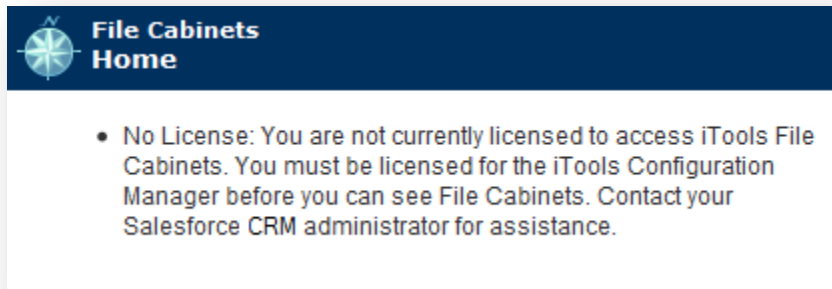 N
File Cabinets
Home
• No License: You are not currently licensed to access iTools File
Cabinets. You must be licensed for the iTools Configuration
Manager before you can see File Cabinets. Contact your
Salesforce CRM administrator for assistance.